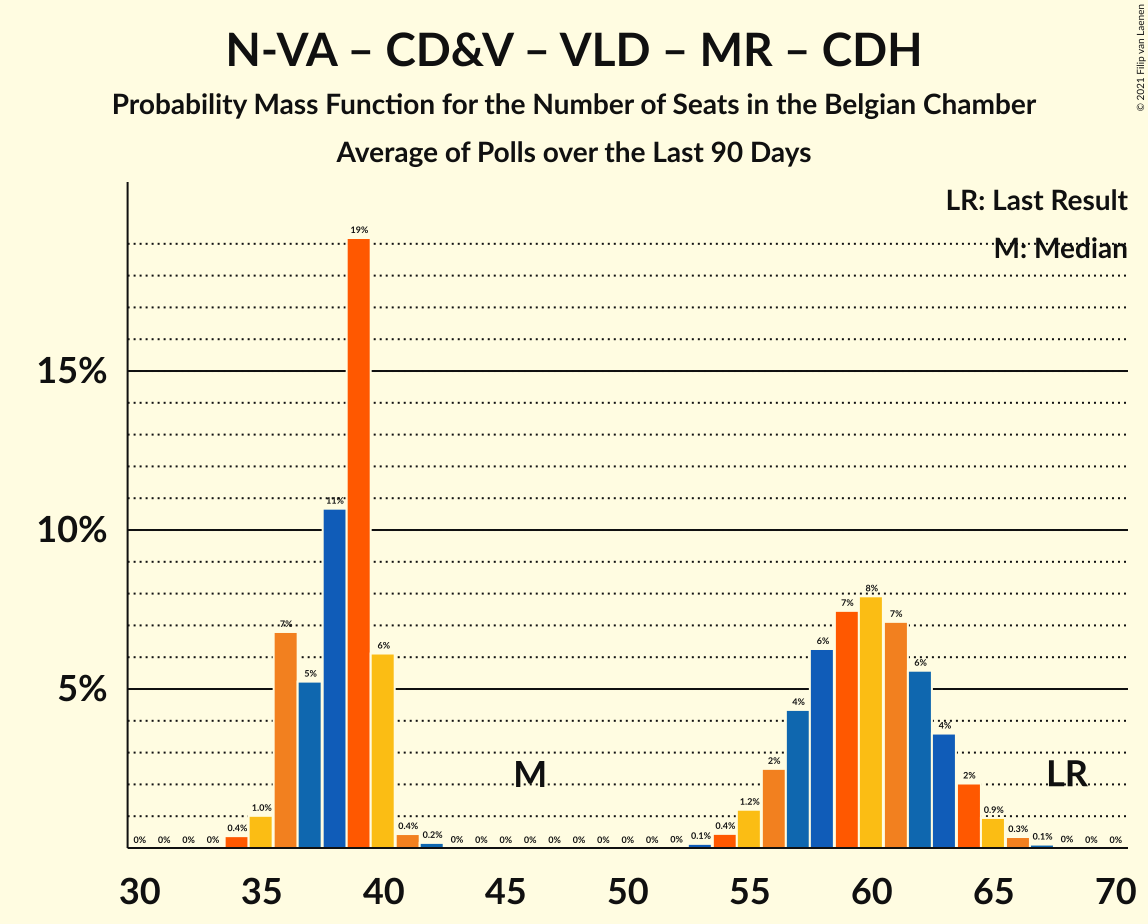 N-VA – CD&V – VLD – MR – CDH
Probability Mass Function for the Number of Seats in the Belgian Chamber
Average of Polls over the Last 90 Days
© 2021 Filip van Laenen
LR: Last Result
M: Median
15%
10%
5%
0% 0% 0% 0% 0.4% 1.0% 7% 5% 11% 19% 6% 0.4% 0.2% 0% 0% 0% 0% 0% 0% 0% 0% 0% 0% 0.1% 0.4% 1.2% 2% 4% 6% 7% 8% 7% 6% 4% 2% 0.9% 0.3% 0.1% 0% 0% 0%
M
LR
30 35 40 45 50 55 60 65 70